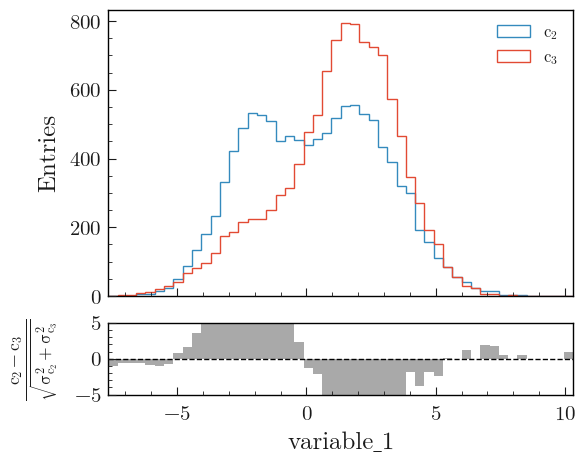 800
600
400
200
0
Entries
c₂
c₃
5
0
−5
c₂ − c₃
√σ²c₂ + σ²c₃
−5 0 5 10
variable_1